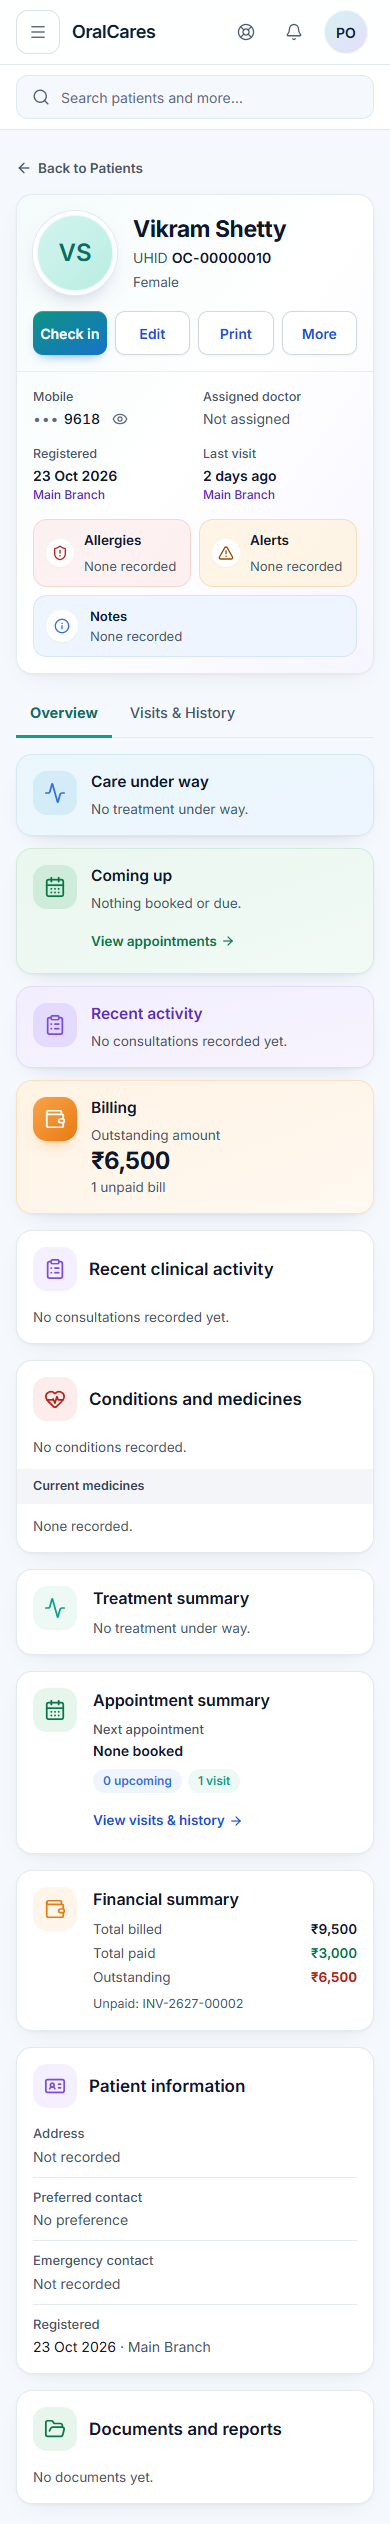 OralCares
PO
Search patients and more...
Back to Patients
VS
Vikram Shetty
UHID OC-00000010
Female
Check in
Edit
Print
More
Mobile
••• 9618
Assigned doctor
Not assigned
Registered
23 Oct 2026
Main Branch
Last visit
2 days ago
Main Branch
Allergies
None recorded
Alerts
None recorded
Notes
None recorded
Overview
Visits & History
Care under way
No treatment under way.
Coming up
Nothing booked or due.
View appointments →
Recent activity
No consultations recorded yet.
Billing
Outstanding amount
₹6,500
1 unpaid bill
Recent clinical activity
No consultations recorded yet.
Conditions and medicines
No conditions recorded.
Current medicines
None recorded.
Treatment summary
No treatment under way.
Appointment summary
Next appointment
None booked
0 upcoming
1 visit
View visits & history →
Financial summary
Total billed ₹9,500
Total paid ₹3,000
Outstanding ₹6,500
Unpaid: INV-2627-00002
Patient information
Address
Not recorded
Preferred contact
No preference
Emergency contact
Not recorded
Registered
23 Oct 2026 · Main Branch
Documents and reports
No documents yet.